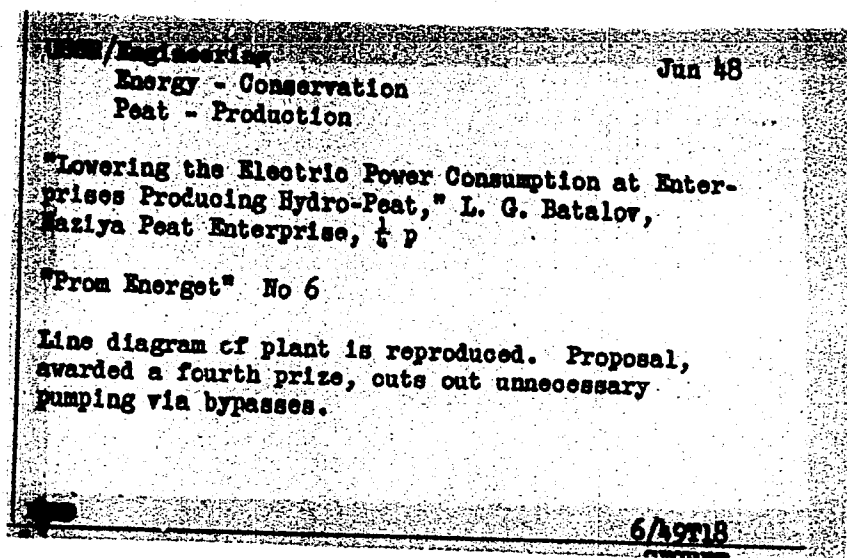 /Engineering Jun 48
Energy - Conservation
Peat - Production
"Lowering the Electric Power Consumption at Enter-
prises Producing Hydro-Peat," L. G. Batalov,
Naziya Peat Enterprise, ¼ p
"Prom Energet" No 6
Line diagram of plant is reproduced. Proposal,
awarded a fourth prize, cuts out unnecessary
pumping via bypasses.
6/49T18